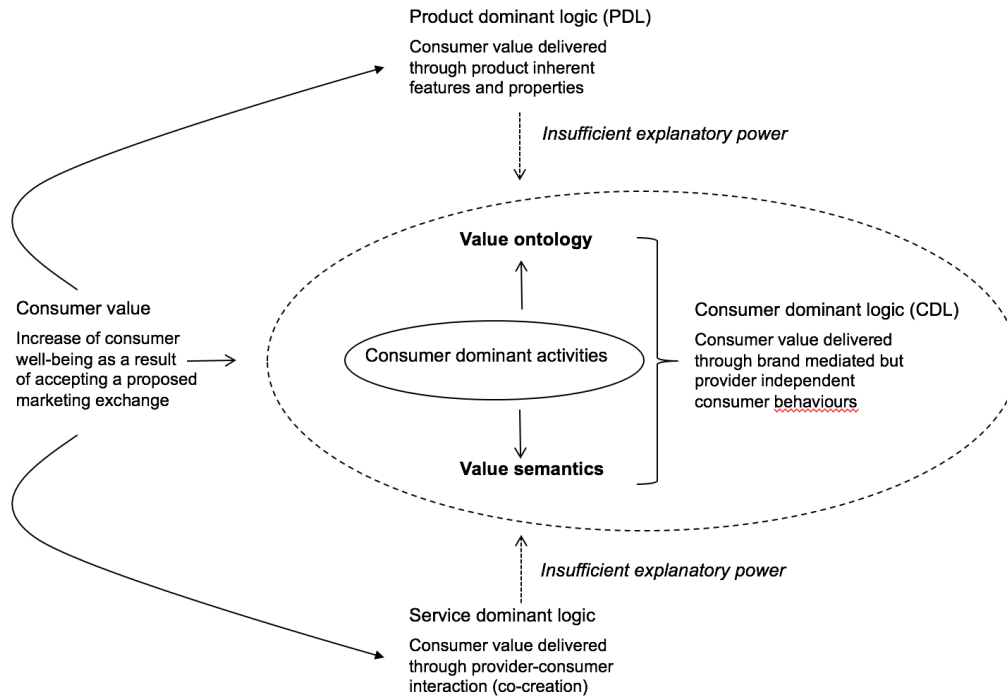 Product dominant logic (PDL)
Consumer value delivered
through product inherent
features and properties
Insufficient explanatory power
Value ontology
Consumer value
Increase of consumer
well-being as a result
of accepting a proposed
marketing exchange
Consumer dominant activities
Consumer dominant logic (CDL)
Consumer value delivered
through brand mediated but
provider independent
consumer behaviours
Value semantics
Insufficient explanatory power
Service dominant logic
Consumer value delivered
through provider-consumer
interaction (co-creation)